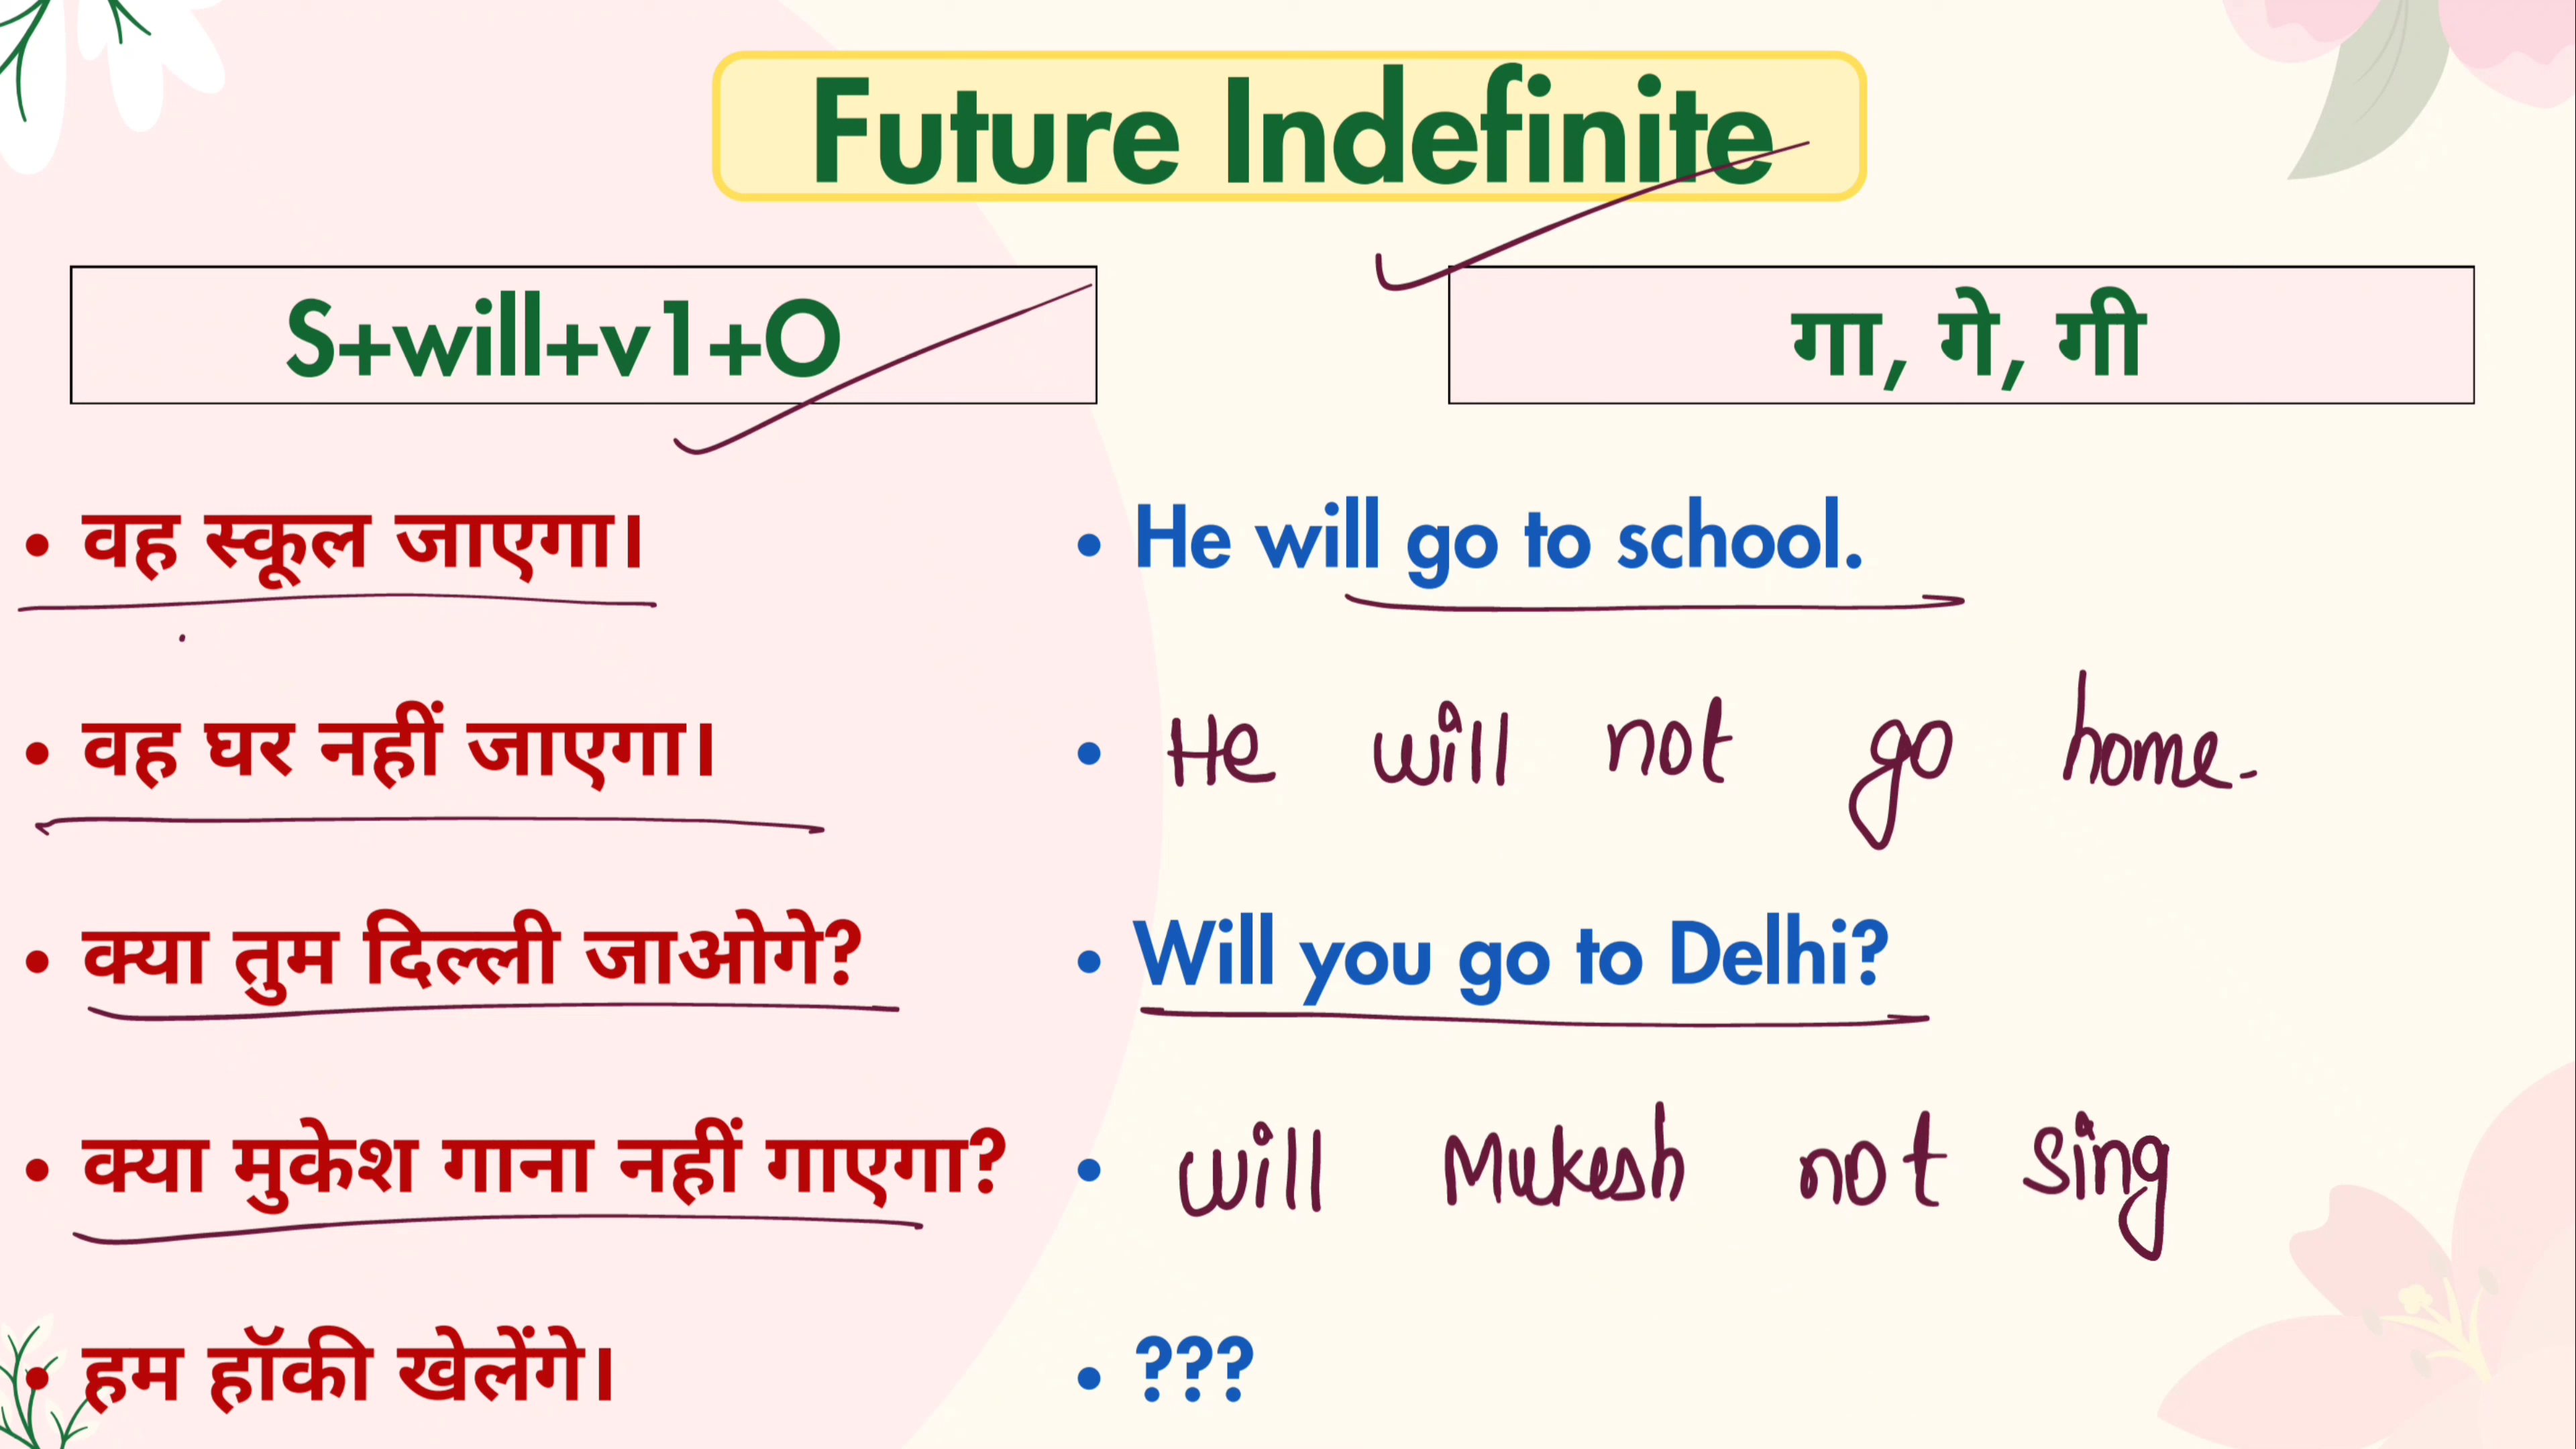 Future Indefinite
S+will+v1+O
गा, गे, गी
• वह स्कूल जाएगा।
• He will go to school.
• वह घर नहीं जाएगा।
• He will not go home.
• क्या तुम दिल्ली जाओगे?
• Will you go to Delhi?
• क्या मुकेश गाना नहीं गाएगा?
• will Mukesh not sing
• हम हॉकी खेलेंगे।
• ???